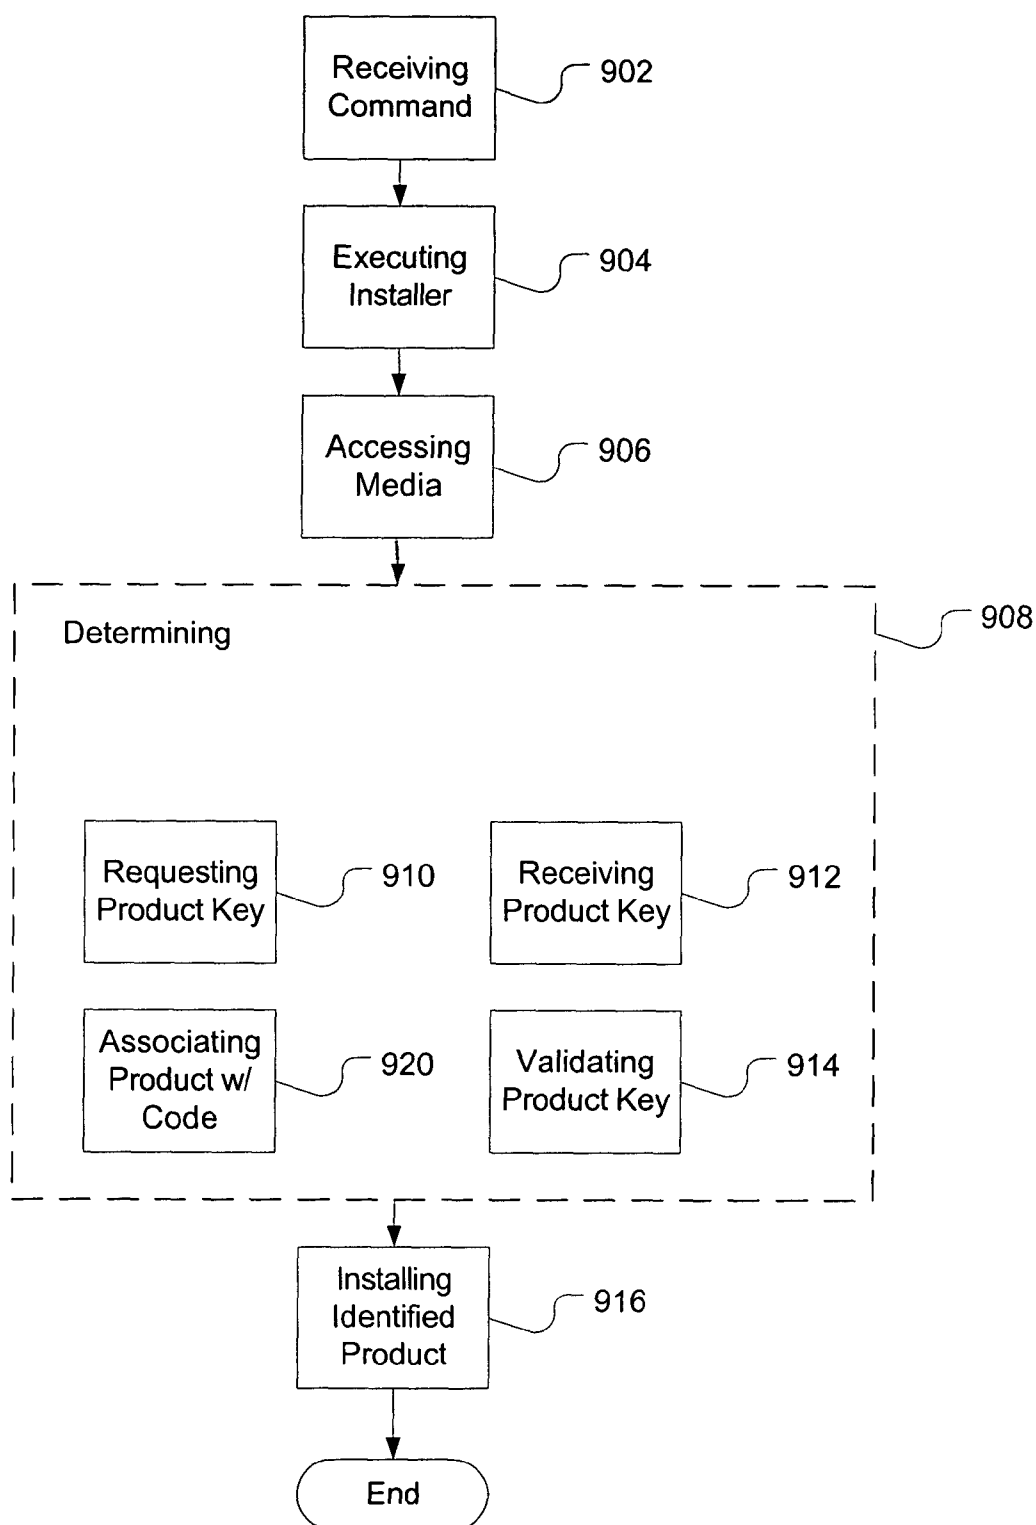 Receiving
Command
902
Executing
Installer
904
Accessing
Media
906
Determining
908
Requesting
Product Key
910
Receiving
Product Key
912
Associating
Product w/
Code
920
Validating
Product Key
914
Installing
Identified
Product
916
End